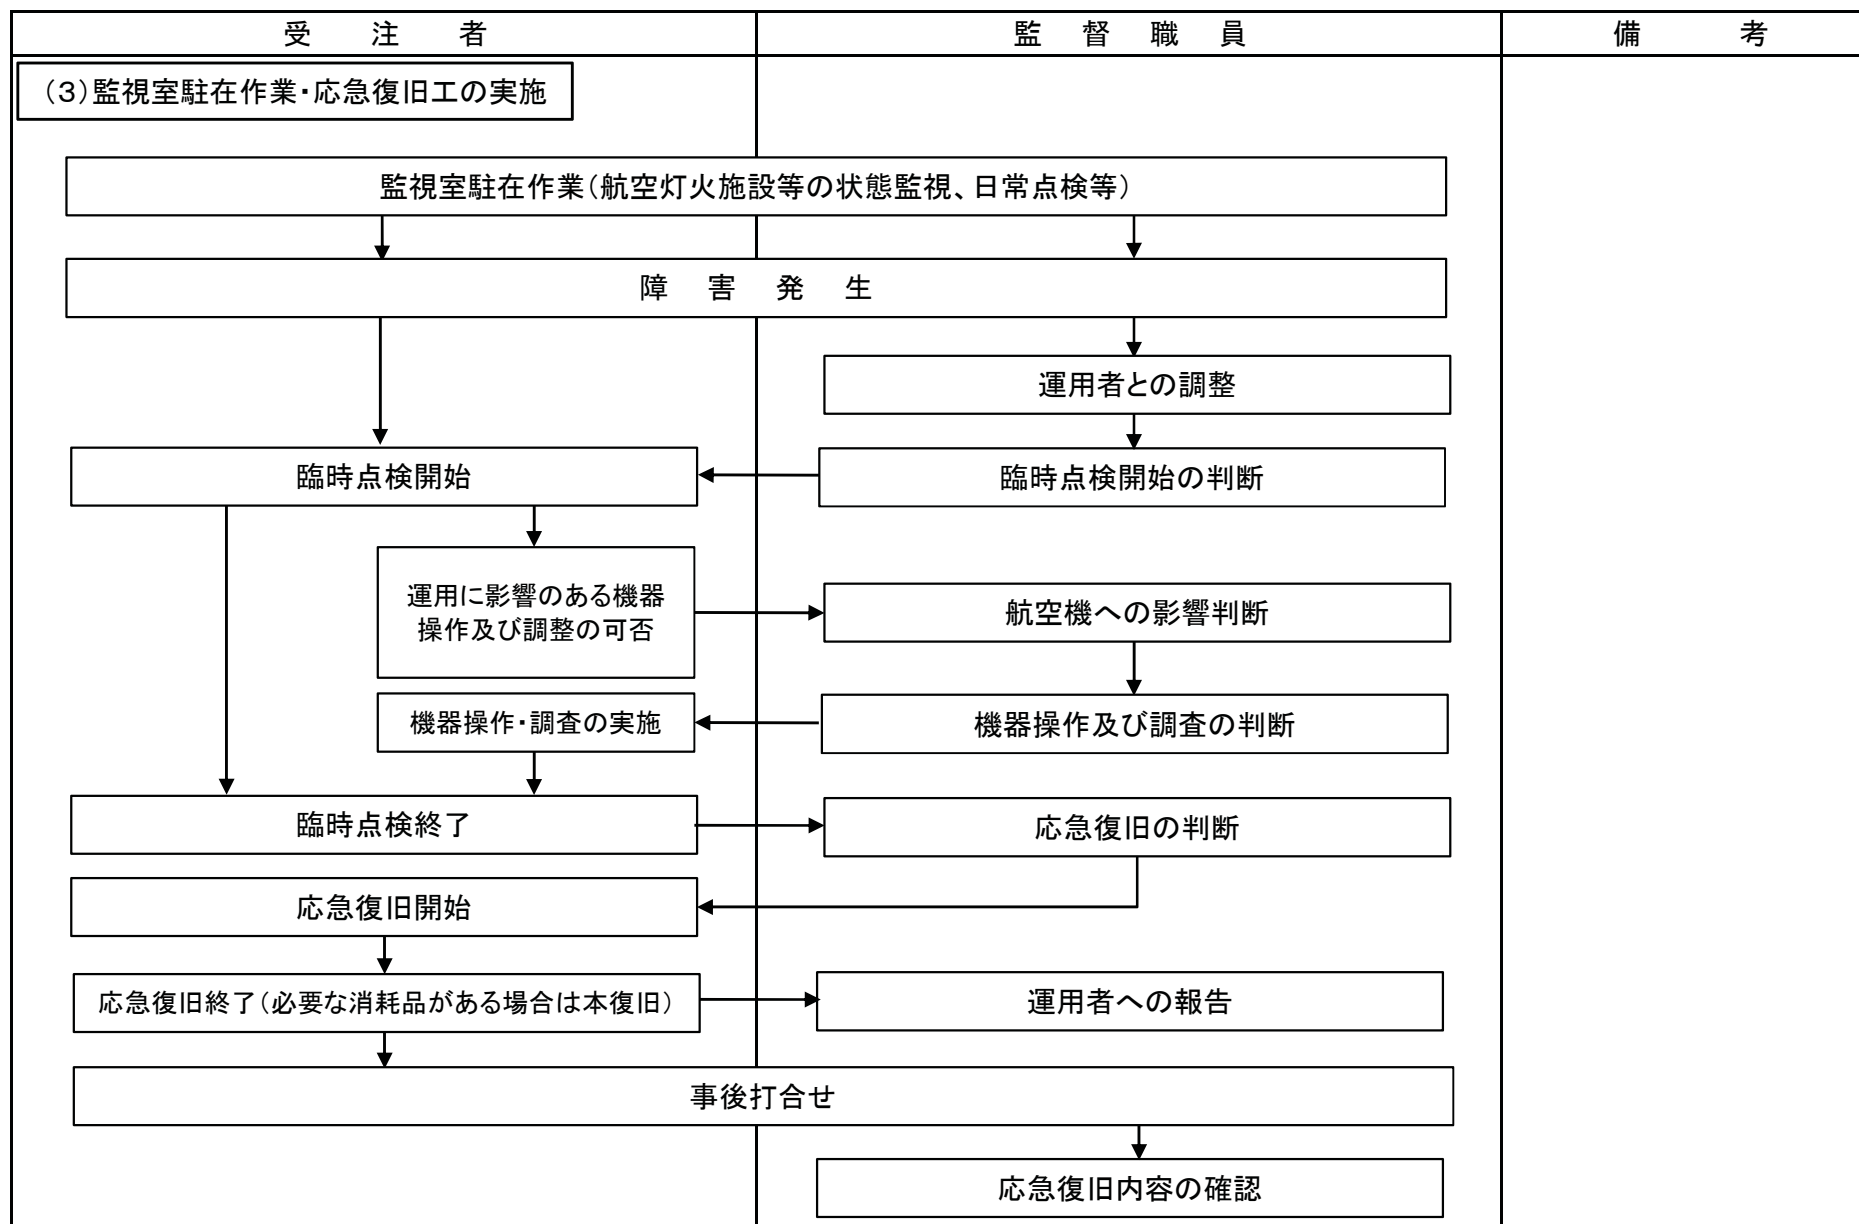 受 注 者
監 督 職 員
備 考
（3）監視室駐在作業・応急復旧工の実施
監視室駐在作業（航空灯火施設等の状態監視、日常点検等）
障 害 発 生
運用者との調整
臨時点検開始
臨時点検開始の判断
運用に影響のある機器
操作及び調整の可否
航空機への影響判断
機器操作・調査の実施
機器操作及び調査の判断
臨時点検終了
応急復旧の判断
応急復旧開始
応急復旧終了（必要な消耗品がある場合は本復旧）
運用者への報告
事後打合せ
応急復旧内容の確認